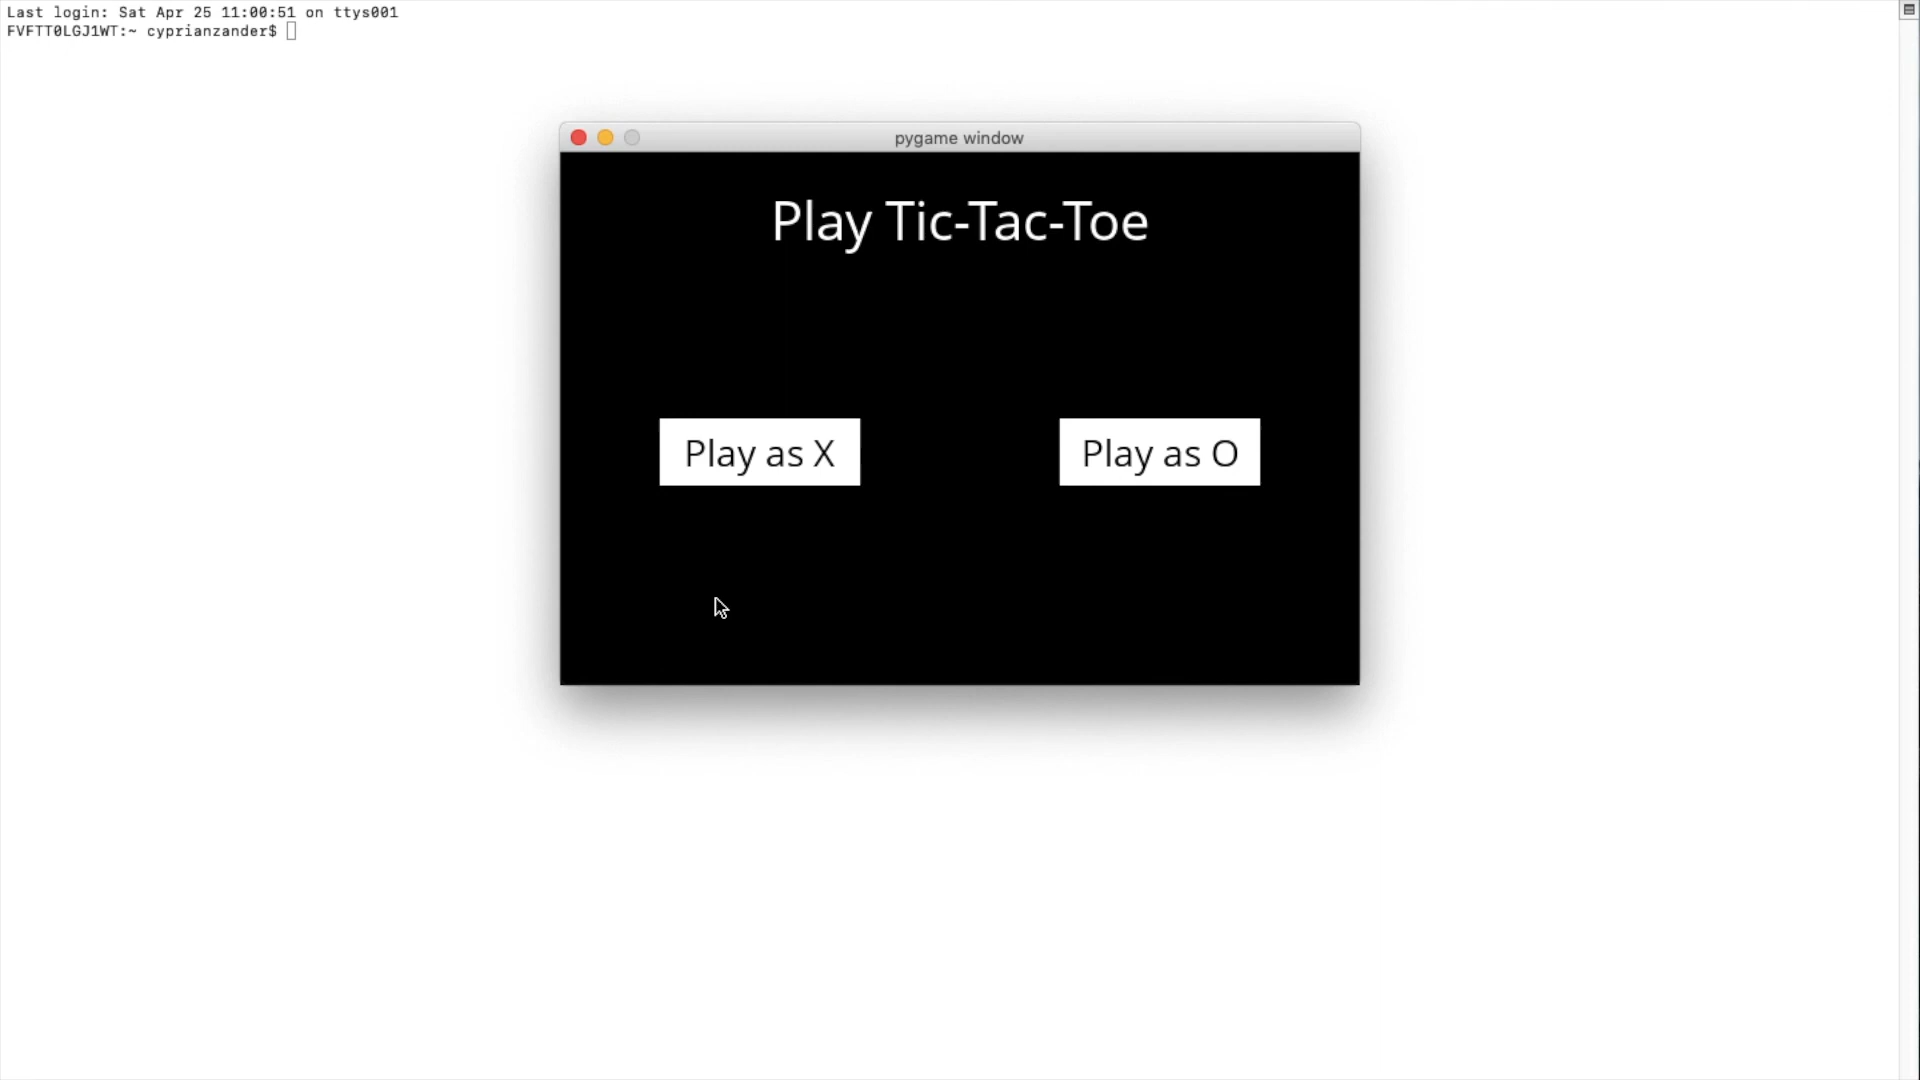 Last login: Sat Apr 25 11:00:51 on ttys001
FVFTT0LGJ1WT:~ cyprianzander$
pygame window
Play Tic-Tac-Toe
Play as X
Play as O